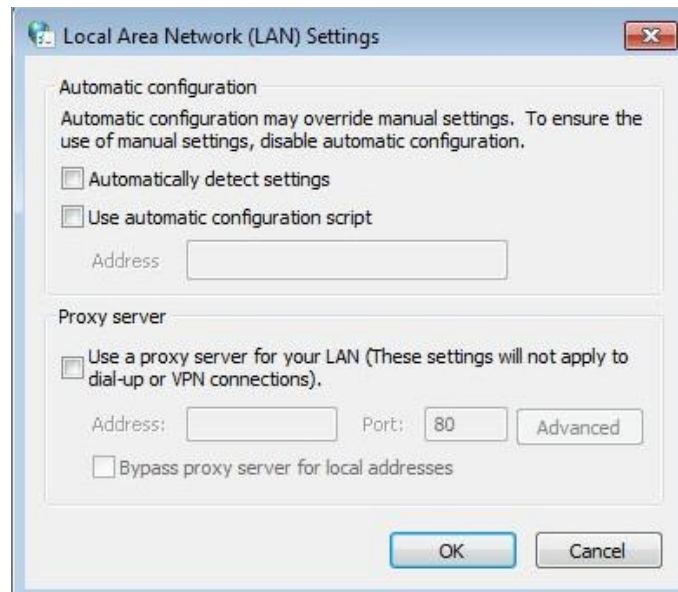 Local Area Network (LAN) Settings
Automatic configuration
Automatic configuration may override manual settings. To ensure the
use of manual settings, disable automatic configuration.
Automatically detect settings
Use automatic configuration script
Address
Proxy server
Use a proxy server for your LAN (These settings will not apply to
dial-up or VPN connections).
Address: Port: 80 Advanced
Bypass proxy server for local addresses
OK Cancel